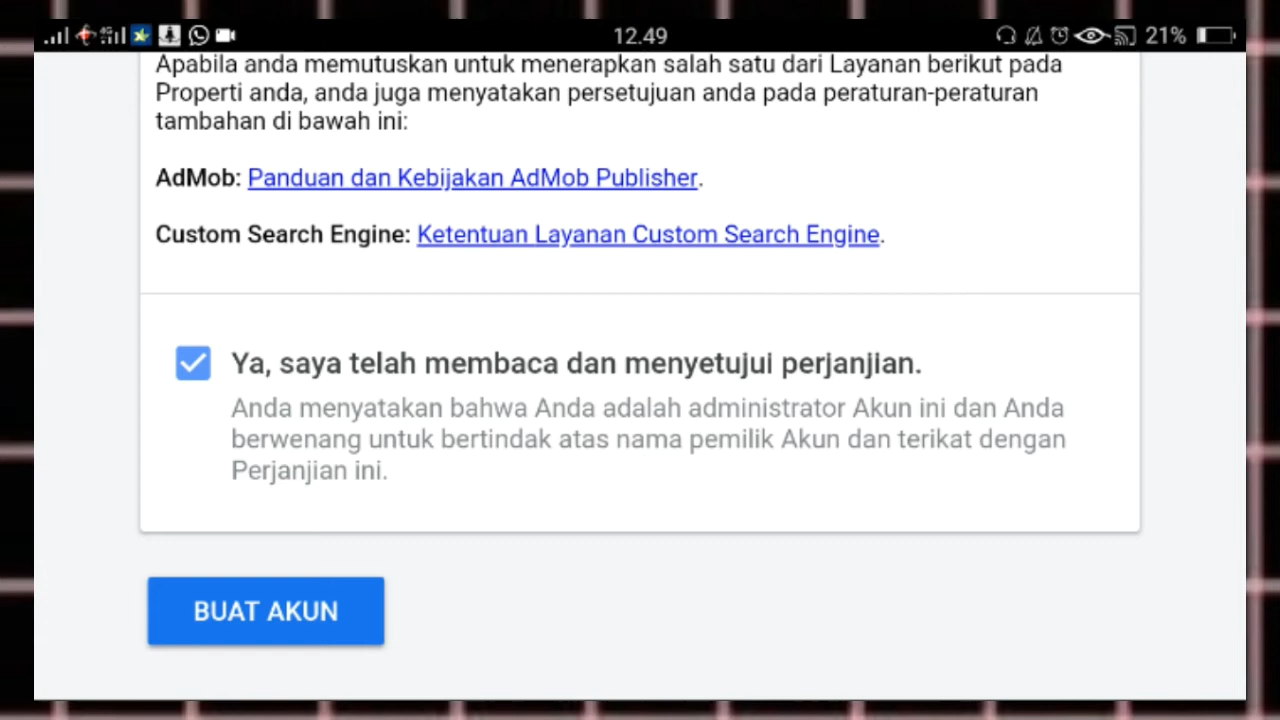 12.49
21%
Apabila anda memutuskan untuk menerapkan salah satu dari Layanan berikut pada
Properti anda, anda juga menyatakan persetujuan anda pada peraturan-peraturan
tambahan di bawah ini:
AdMob: Panduan dan Kebijakan AdMob Publisher.
Custom Search Engine: Ketentuan Layanan Custom Search Engine.
Ya, saya telah membaca dan menyetujui perjanjian.
Anda menyatakan bahwa Anda adalah administrator Akun ini dan Anda
berwenang untuk bertindak atas nama pemilik Akun dan terikat dengan
Perjanjian ini.
BUAT AKUN